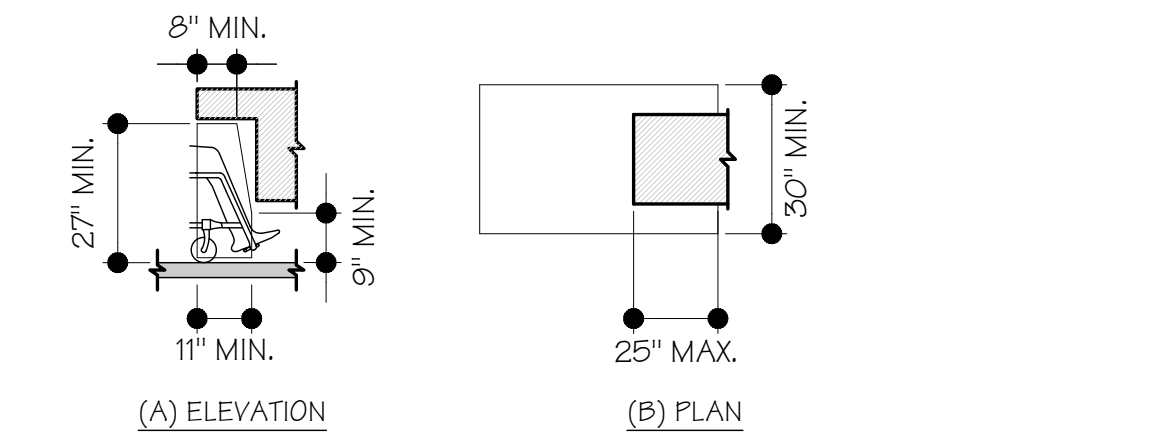 8" MIN.
27" MIN.
9" MIN.
11" MIN.
(A) ELEVATION
30" MIN.
25" MAX.
(B) PLAN